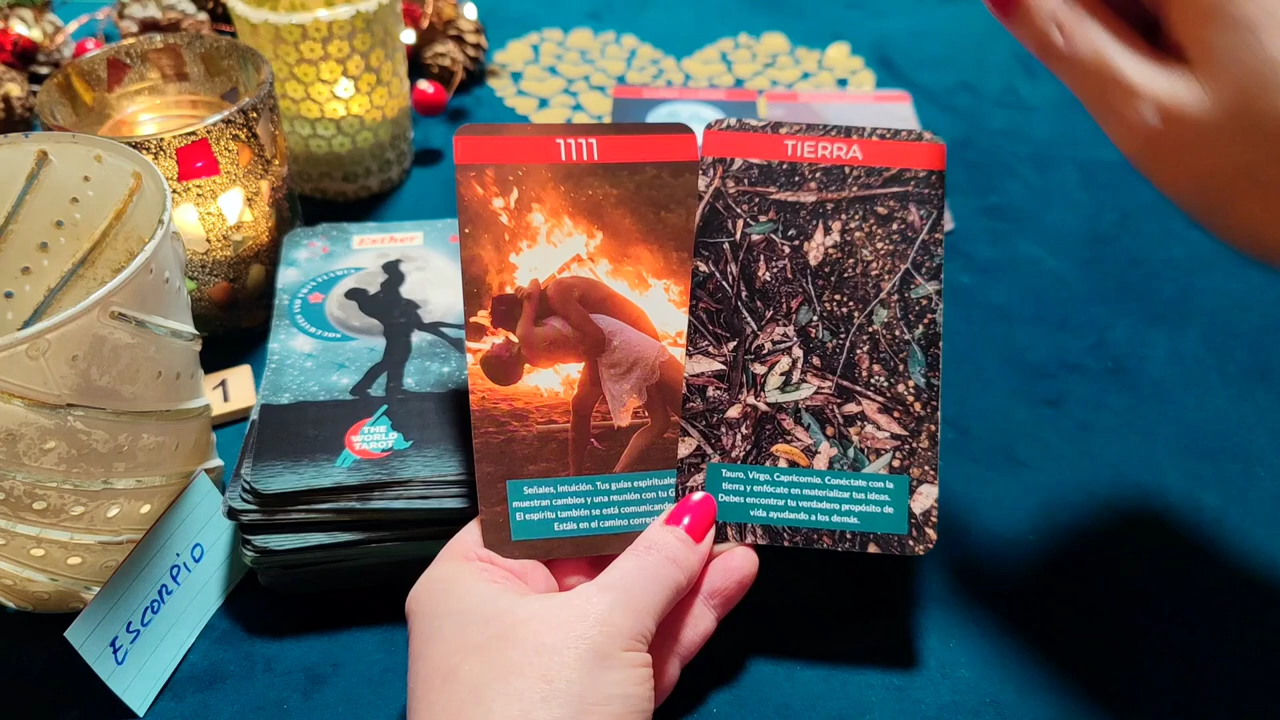 1111
TIERRA
Señales, Intuición. Tus guías espirituales
muestran cambios y una reunión con tu
El espíritu también se está comunicando
Estáis en el camino correcto
Tauro, Virgo, Capricornio. Conéctate con la
tierra y enfócate en materializar tus ideas.
Debes encontrar tu verdadero propósito de
vida ayudando a los demás.
Esther
THE
WORLD
TAROT
1
ESCORPIO